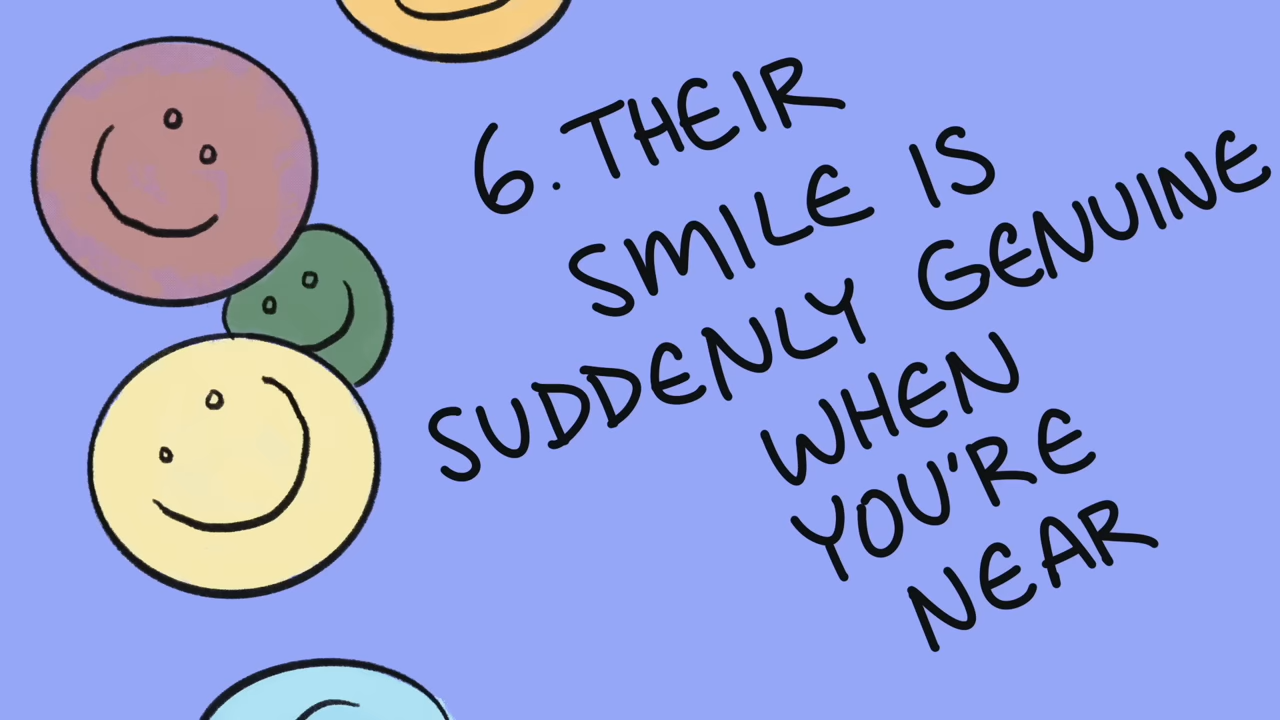 6. THEIR
SMILE IS
SUDDENLY GENUINE
WHEN
YOU'RE
NEAR